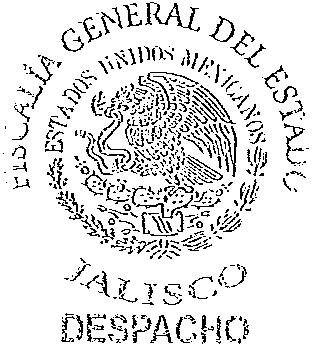 FISCALÍA GENERAL DEL ESTADO
ESTADOS UNIDOS MEXICANOS
JALISCO
DESPACHO